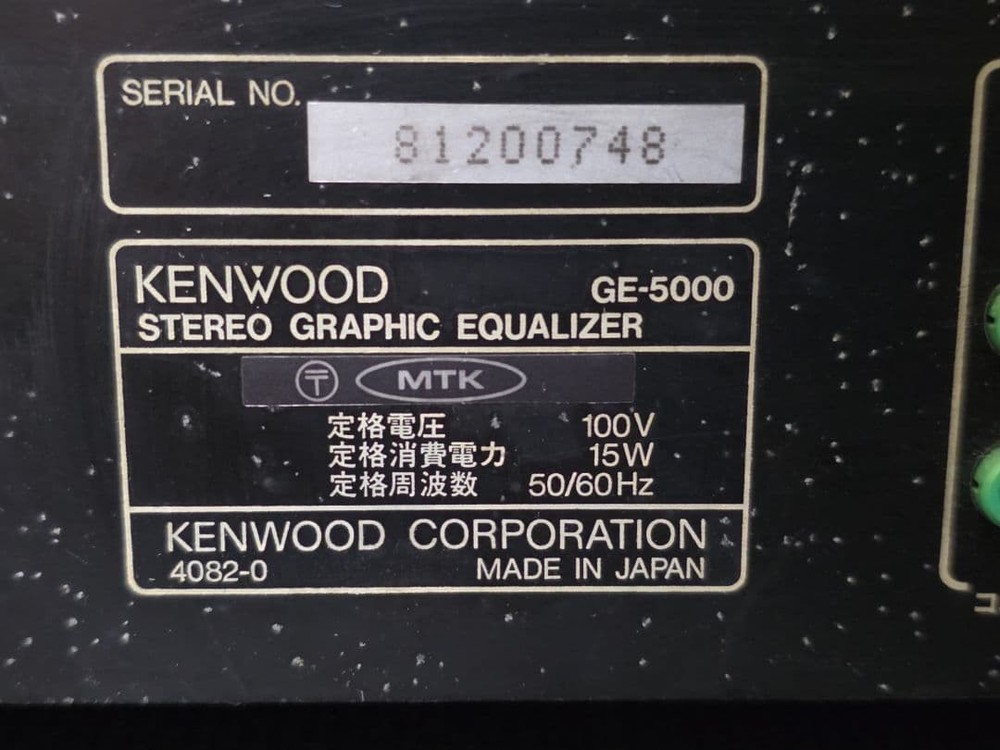 SERIAL NO.
81200748
KENWOOD GE-5000
STEREO GRAPHIC EQUALIZER
〒 MTK
定格電圧 100V
定格消費電力 15W
定格周波数 50/60Hz
KENWOOD CORPORATION
4082-0 MADE IN JAPAN
コ